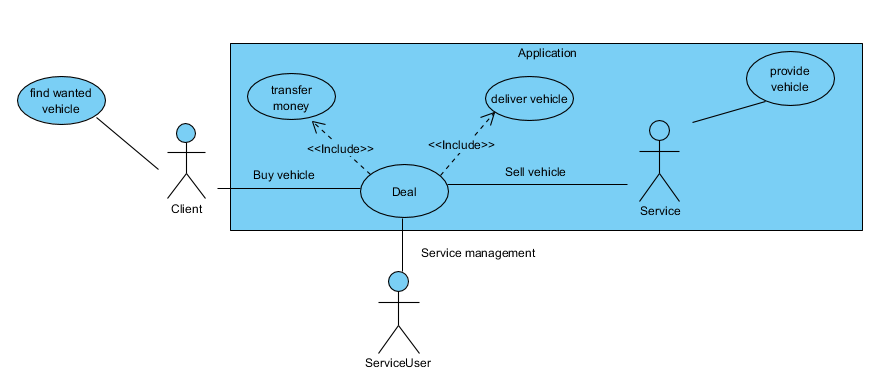 Application
find wanted
vehicle
transfer
money
deliver vehicle
provide
vehicle
<<Include>>
<<Include>>
Buy vehicle
Deal
Sell vehicle
Client
Service
Service management
ServiceUser